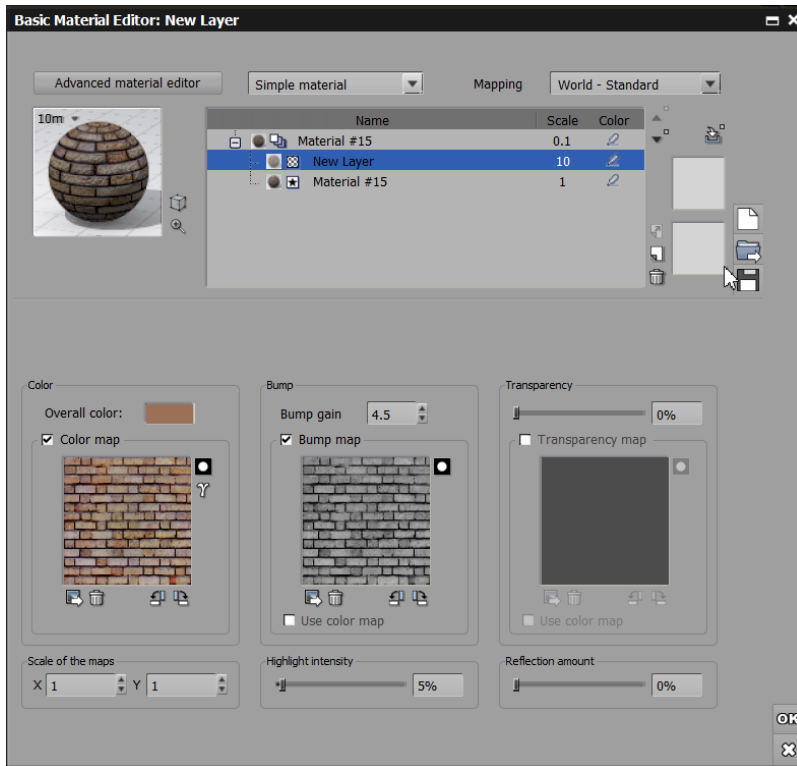 Basic Material Editor: New Layer
Advanced material editor Simple material Mapping World - Standard
10m
Name Scale Color
Material #15 0.1
New Layer 10
Material #15 1
Color Bump Transparency
Overall color: Bump gain 4.5 0%
Color map Bump map Transparency map
Use color map Use color map
Scale of the maps Highlight intensity Reflection amount
X 1 Y 1 5% 0%
OK